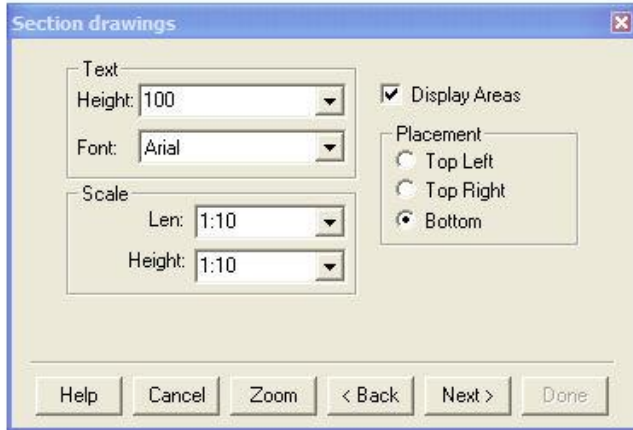 Section drawings
Text
Height: 100
Font: Arial
Scale
Len: 1:10
Height: 1:10
Display Areas
Placement
Top Left
Top Right
Bottom
Help Cancel Zoom < Back Next > Done